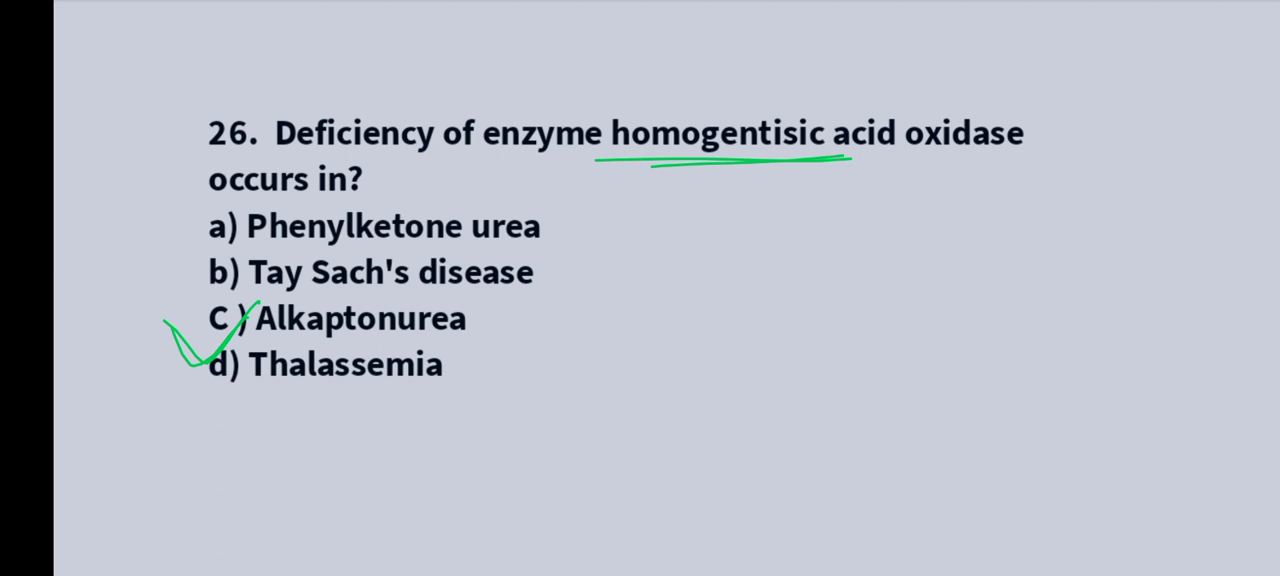 26. Deficiency of enzyme homogentisic acid oxidase
occurs in?
a) Phenylketone urea
b) Tay Sach's disease
C ) Alkaptonurea
d) Thalassemia